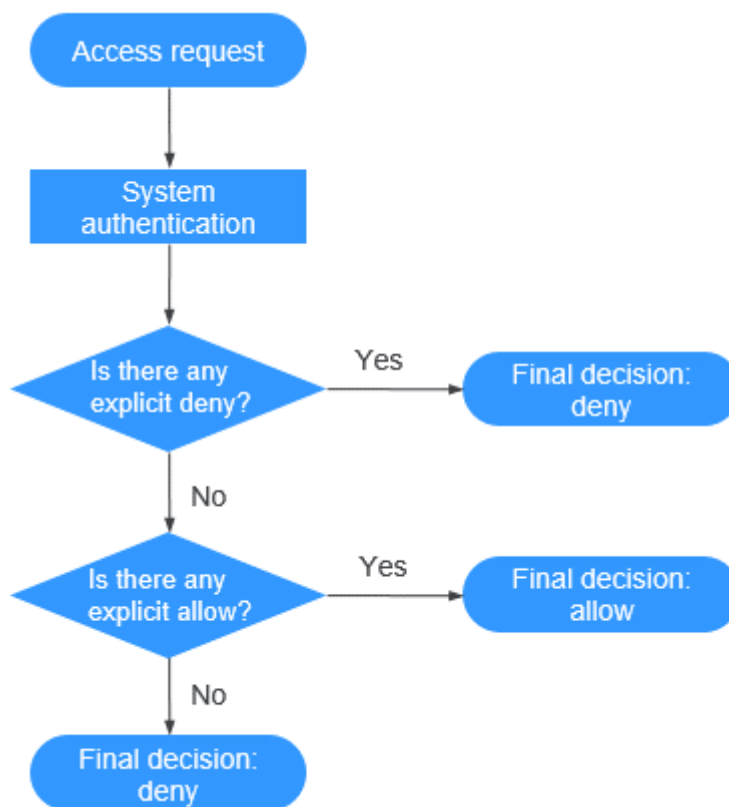 Access request
System
authentication
Is there any
explicit deny?
Yes
Final decision:
deny
No
Is there any
explicit allow?
Yes
Final decision:
allow
No
Final decision:
deny